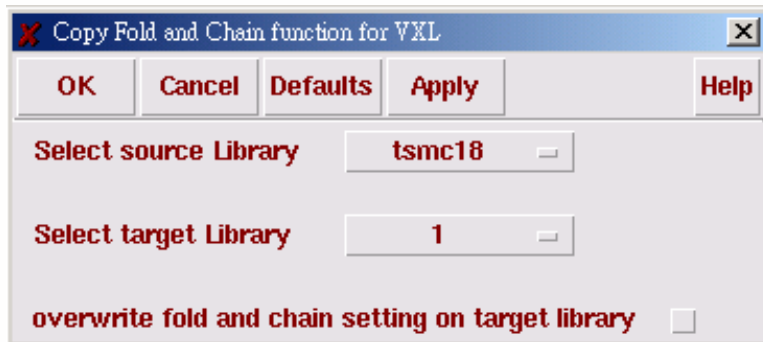 Copy Fold and Chain function for VXL
OK Cancel Defaults Apply Help
Select source Library tsmc18
Select target Library 1
overwrite fold and chain setting on target library